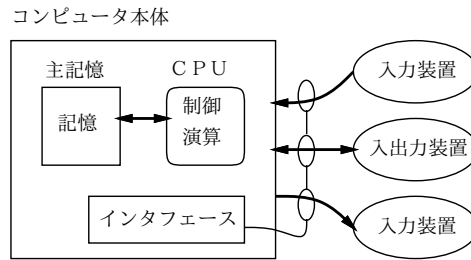 コンピュータ本体
主記憶
ＣＰＵ
入力装置
記憶
制御
演算
入出力装置
インタフェース
入力装置